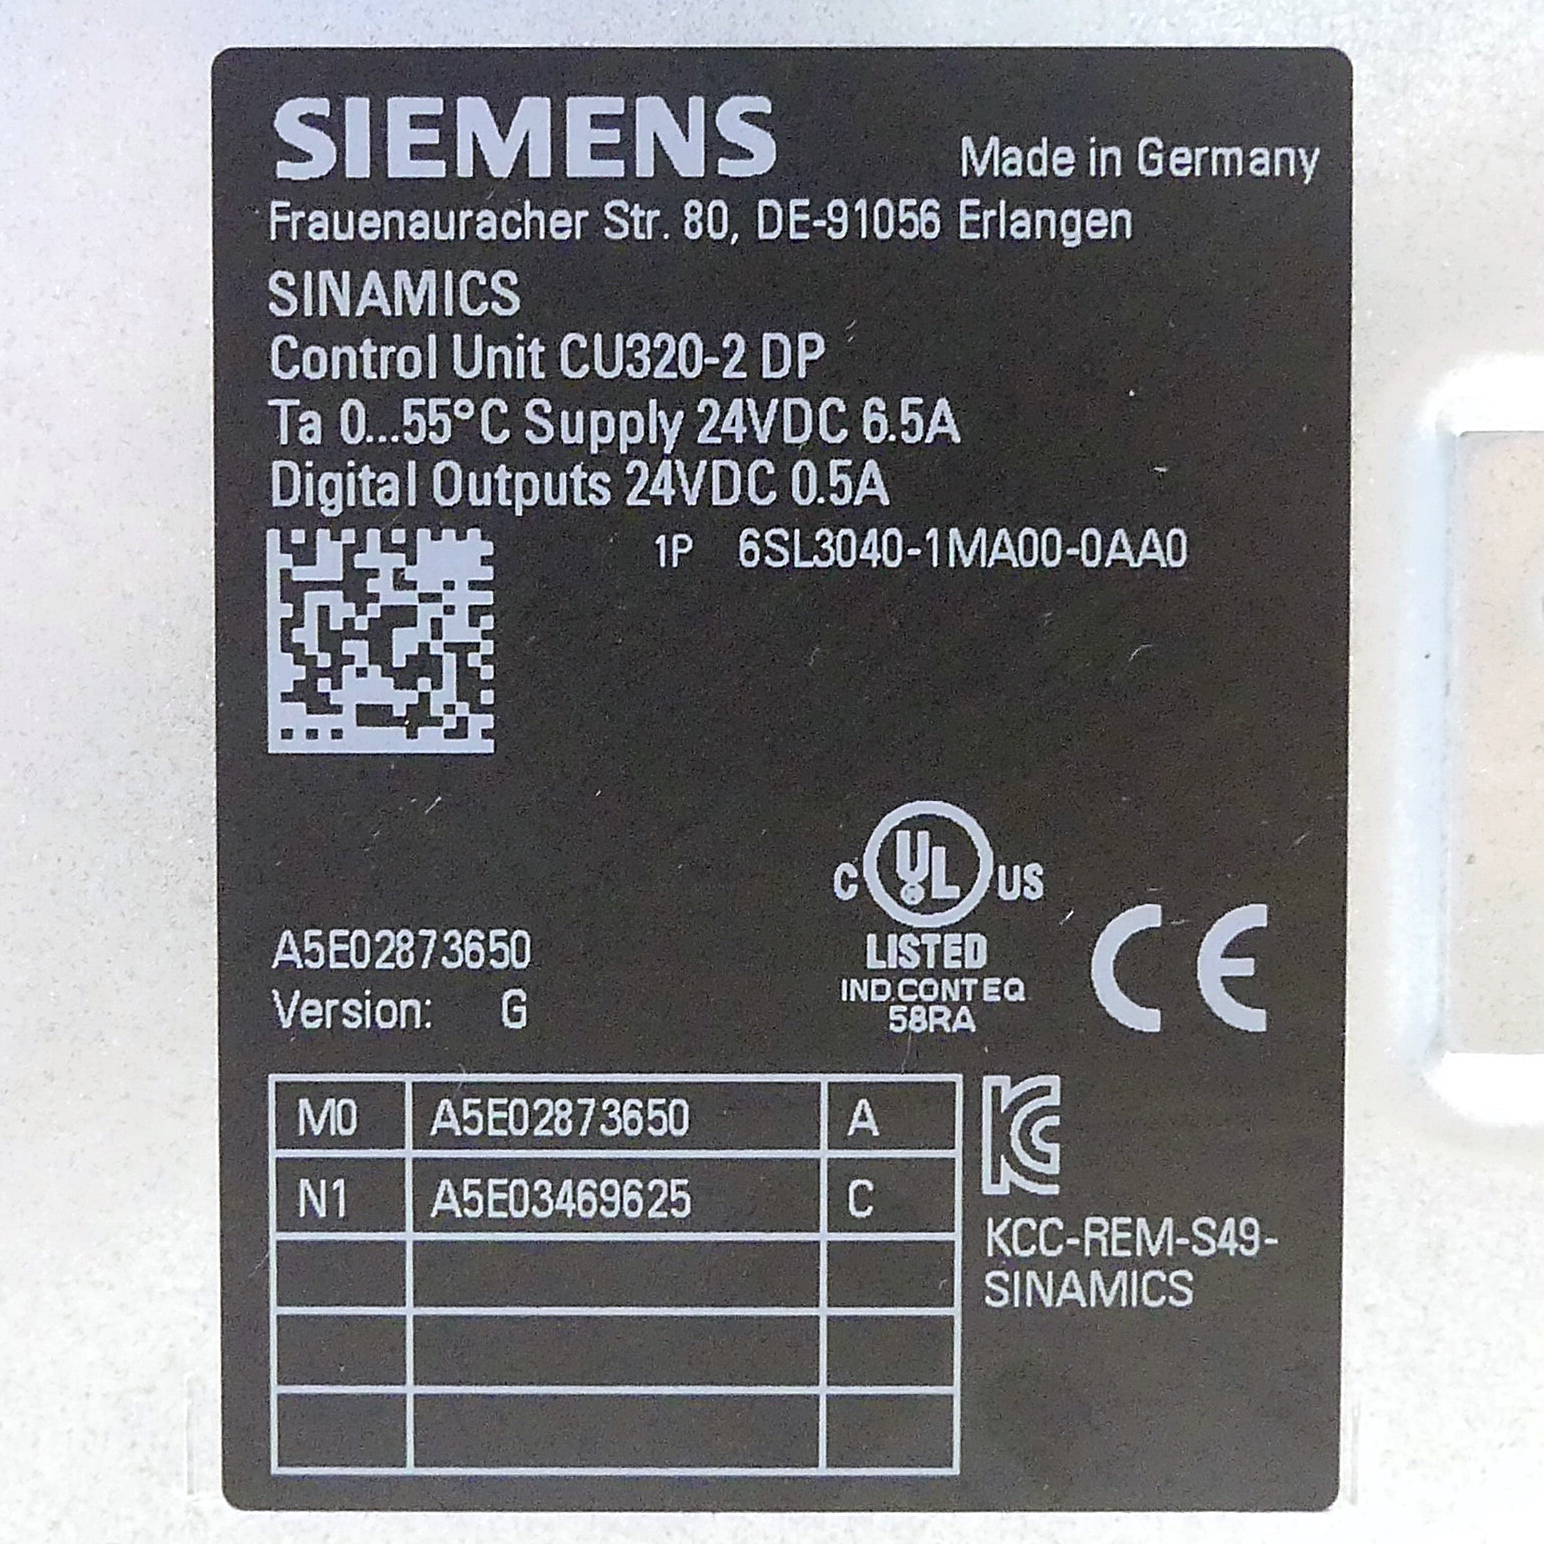 SIEMENS
Made in Germany
Frauenauracher Str. 80, DE-91056 Erlangen
SINAMICS
Control Unit CU320-2 DP
Ta 0...55°C Supply 24VDC 6.5A
Digital Outputs 24VDC 0.5A
1P 6SL3040-1MA00-0AA0
C UL US
LISTED
IND.CONT EQ
58RA
CE
A5E02873650
Version: G
M0 A5E02873650 A
N1 A5E03469625 C
KCC-REM-S49-
SINAMICS